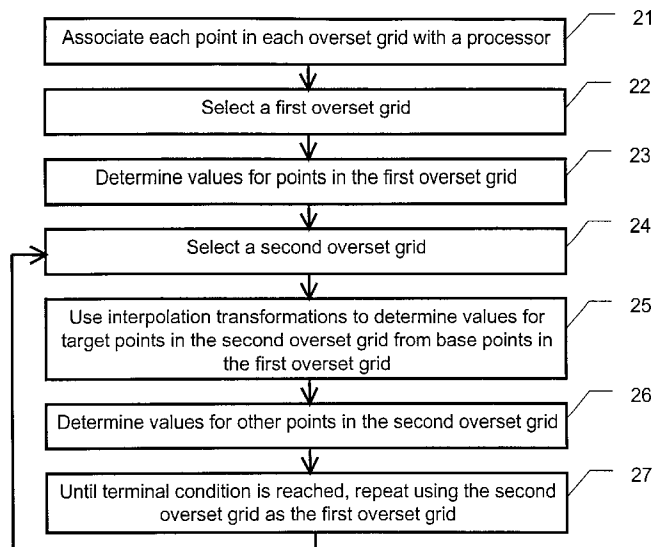 21
Associate each point in each overset grid with a processor
22
Select a first overset grid
23
Determine values for points in the first overset grid
24
Select a second overset grid
25
Use interpolation transformations to determine values for
target points in the second overset grid from base points in
the first overset grid
26
Determine values for other points in the second overset grid
27
Until terminal condition is reached, repeat using the second
overset grid as the first overset grid